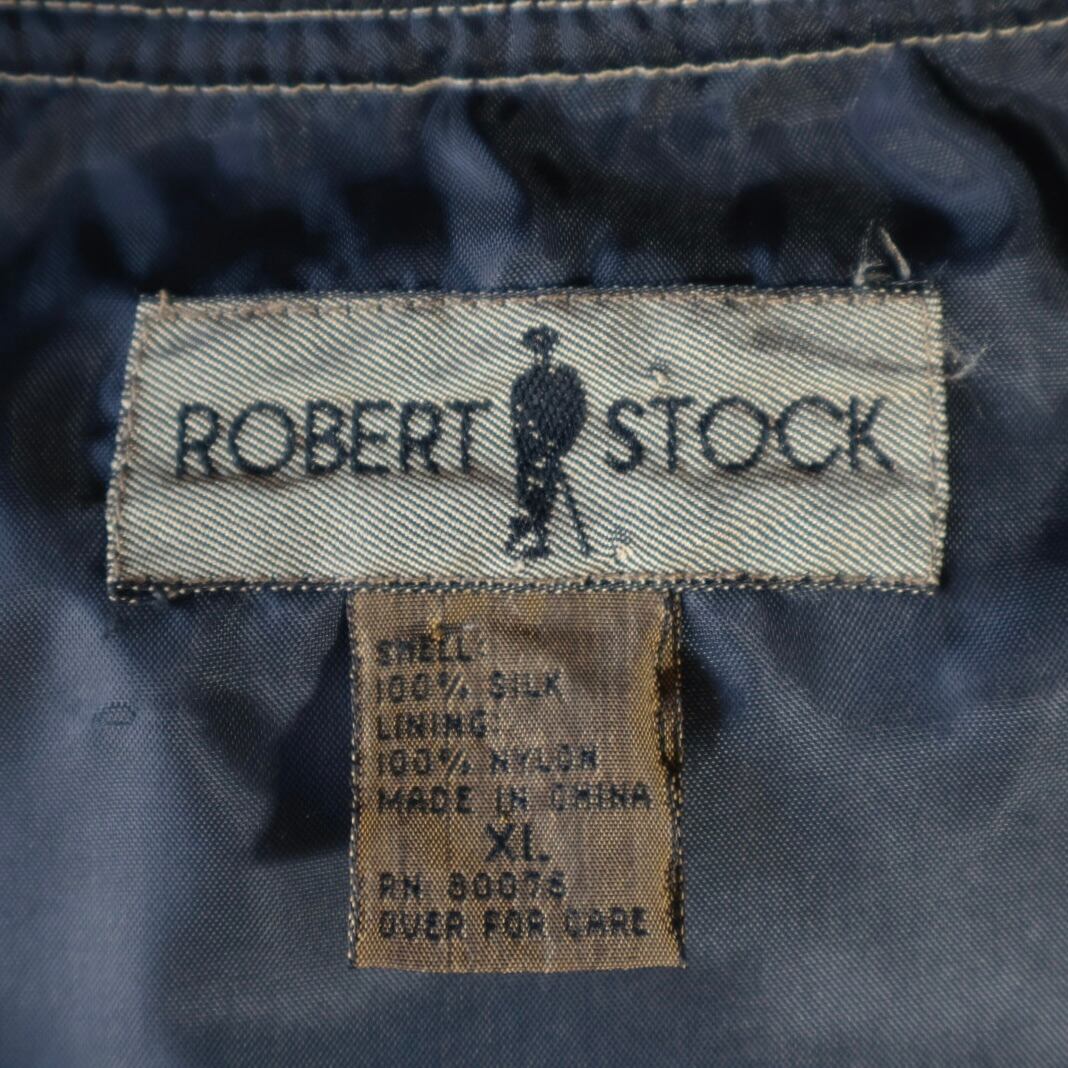 ROBERT STOCK
SHELL:
100% SILK
LINING:
100% NYLON
MADE IN CHINA
XL
RN 80076
OVER FOR CARE